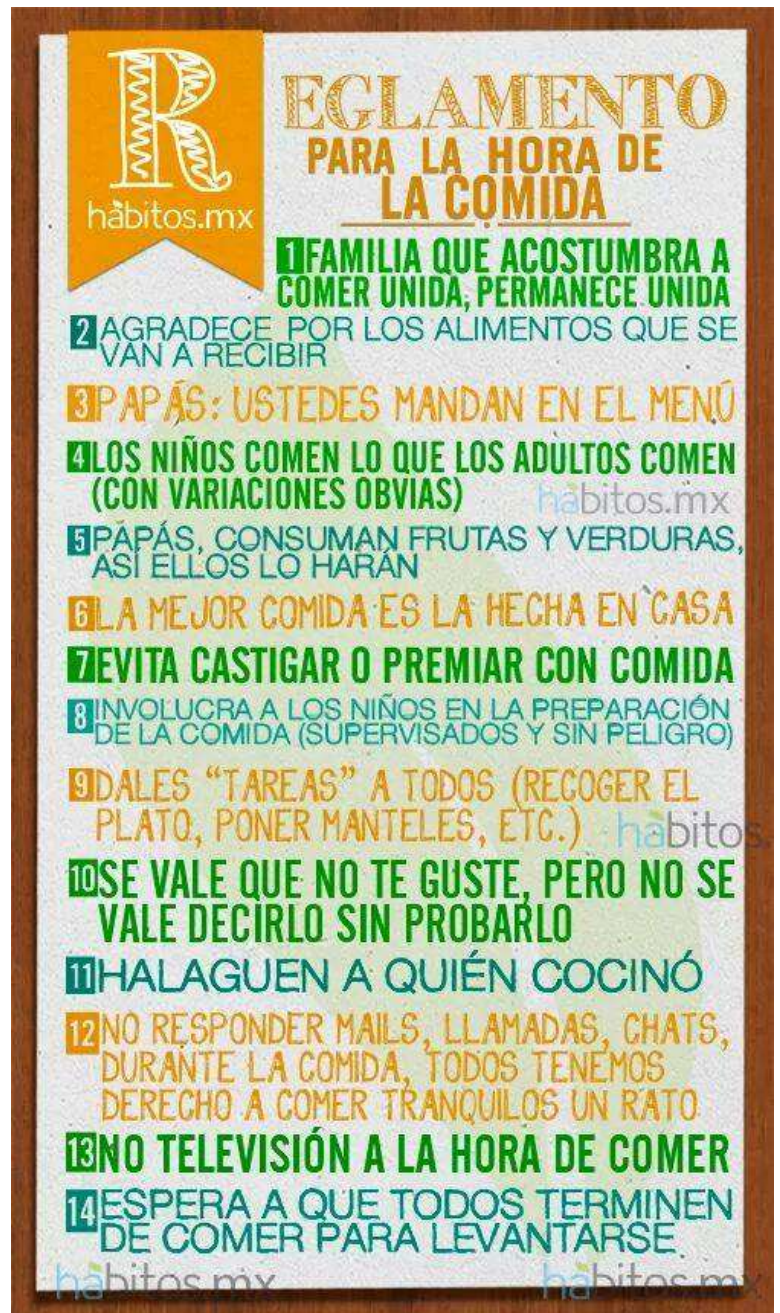 REGLAMENTO
PARA LA HORA DE
LA COMIDA
hábitos.mx
1 FAMILIA QUE ACOSTUMBRA A
COMER UNIDA, PERMANECE UNIDA
2 AGRADECE POR LOS ALIMENTOS QUE SE
VAN A RECIBIR
3 PAPÁS: USTEDES MANDAN EN EL MENÚ
4 LOS NIÑOS COMEN LO QUE LOS ADULTOS COMEN
(CON VARIACIONES OBVIAS)
hábitos.mx
5 PAPÁS, CONSUMAN FRUTAS Y VERDURAS,
ASÍ ELLOS LO HARÁN
6 LA MEJOR COMIDA ES LA HECHA EN CASA
7 EVITA CASTIGAR O PREMIAR CON COMIDA
8 INVOLUCRA A LOS NIÑOS EN LA PREPARACIÓN
DE LA COMIDA (SUPERVISADOS Y SIN PELIGRO)
9 DALES “TAREAS” A TODOS (RECOGER EL
PLATO, PONER MANTELES, ETC.)
hábitos.
10 SE VALE QUE NO TE GUSTE, PERO NO SE
VALE DECIRLO SIN PROBARLO
11 HALAGUEN A QUIÉN COCINÓ
12 NO RESPONDER MAILS, LLAMADAS, CHATS,
DURANTE LA COMIDA, TODOS TENEMOS
DERECHO A COMER TRANQUILOS UN RATO
13 NO TELEVISIÓN A LA HORA DE COMER
14 ESPERA A QUE TODOS TERMINEN
DE COMER PARA LEVANTARSE
hábitos.mx
hábitos.mx